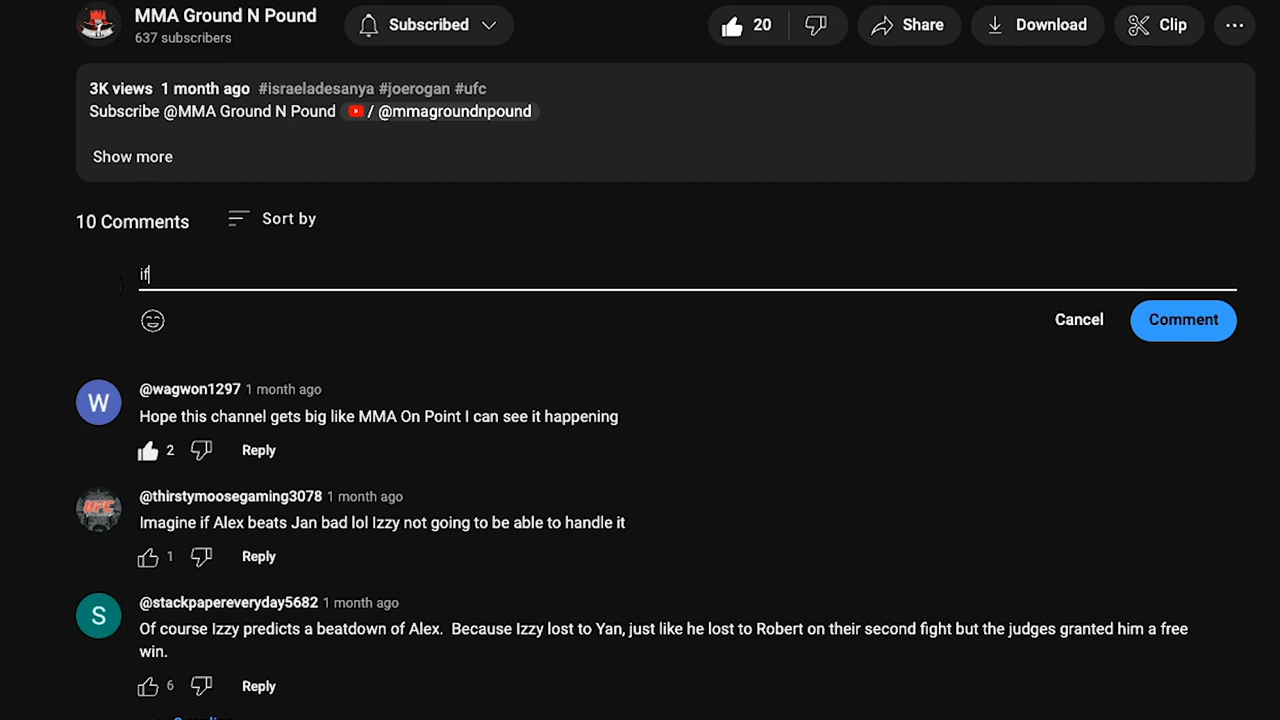 MMA Ground N Pound
637 subscribers
Subscribed
20
Share
Download
Clip
3K views 1 month ago #israeladesanya #joerogan #ufc
Subscribe @MMA Ground N Pound / @mmagroundnpound
Show more
10 Comments
Sort by
if
Cancel
Comment
W
@wagwon1297 1 month ago
Hope this channel gets big like MMA On Point I can see it happening
2
Reply
UFC
@thirstymoosegaming3078 1 month ago
Imagine if Alex beats Jan bad lol Izzy not going to be able to handle it
1
Reply
S
@stackpapereveryday5682 1 month ago
Of course Izzy predicts a beatdown of Alex. Because Izzy lost to Yan, just like he lost to Robert on their second fight but the judges granted him a free
win.
6
Reply